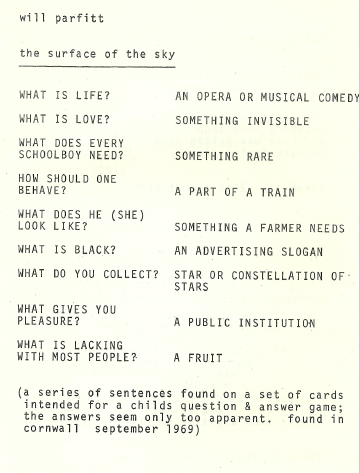 will parfitt
the surface of the sky
WHAT IS LIFE? AN OPERA OR MUSICAL COMEDY
WHAT IS LOVE? SOMETHING INVISIBLE
WHAT DOES EVERY
SCHOOLBOY NEED? SOMETHING RARE
HOW SHOULD ONE
BEHAVE? A PART OF A TRAIN
WHAT DOES HE (SHE)
LOOK LIKE? SOMETHING A FARMER NEEDS
WHAT IS BLACK? AN ADVERTISING SLOGAN
WHAT DO YOU COLLECT? STAR OR CONSTELLATION OF
STARS
WHAT GIVES YOU
PLEASURE? A PUBLIC INSTITUTION
WHAT IS LACKING
WITH MOST PEOPLE? A FRUIT
(a series of sentences found on a set of cards
intended for a childs question & answer game;
the answers seem only too apparent. found in
cornwall september 1969)